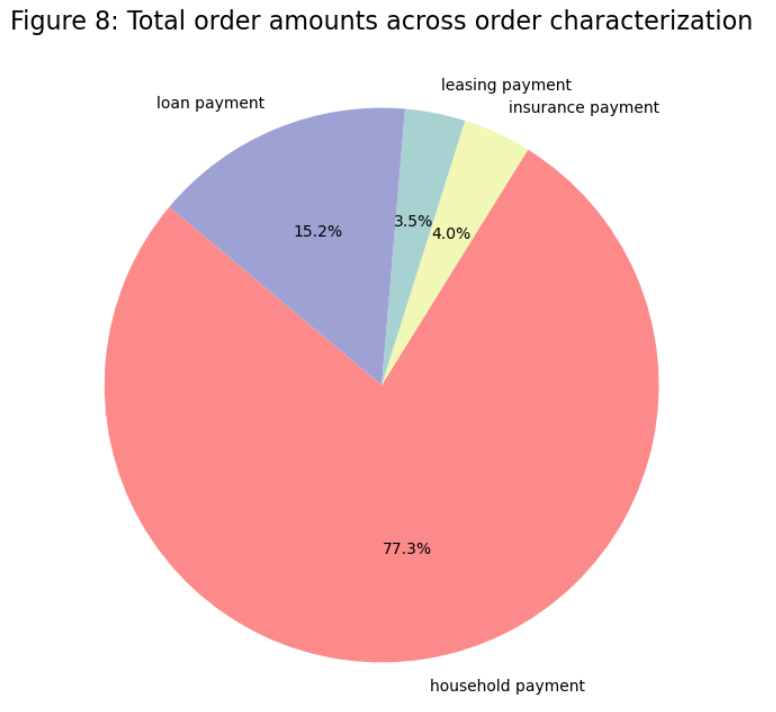 Figure 8: Total order amounts across order characterization
leasing payment
loan payment
insurance payment
3.5%
15.2%
4.0%
77.3%
household payment